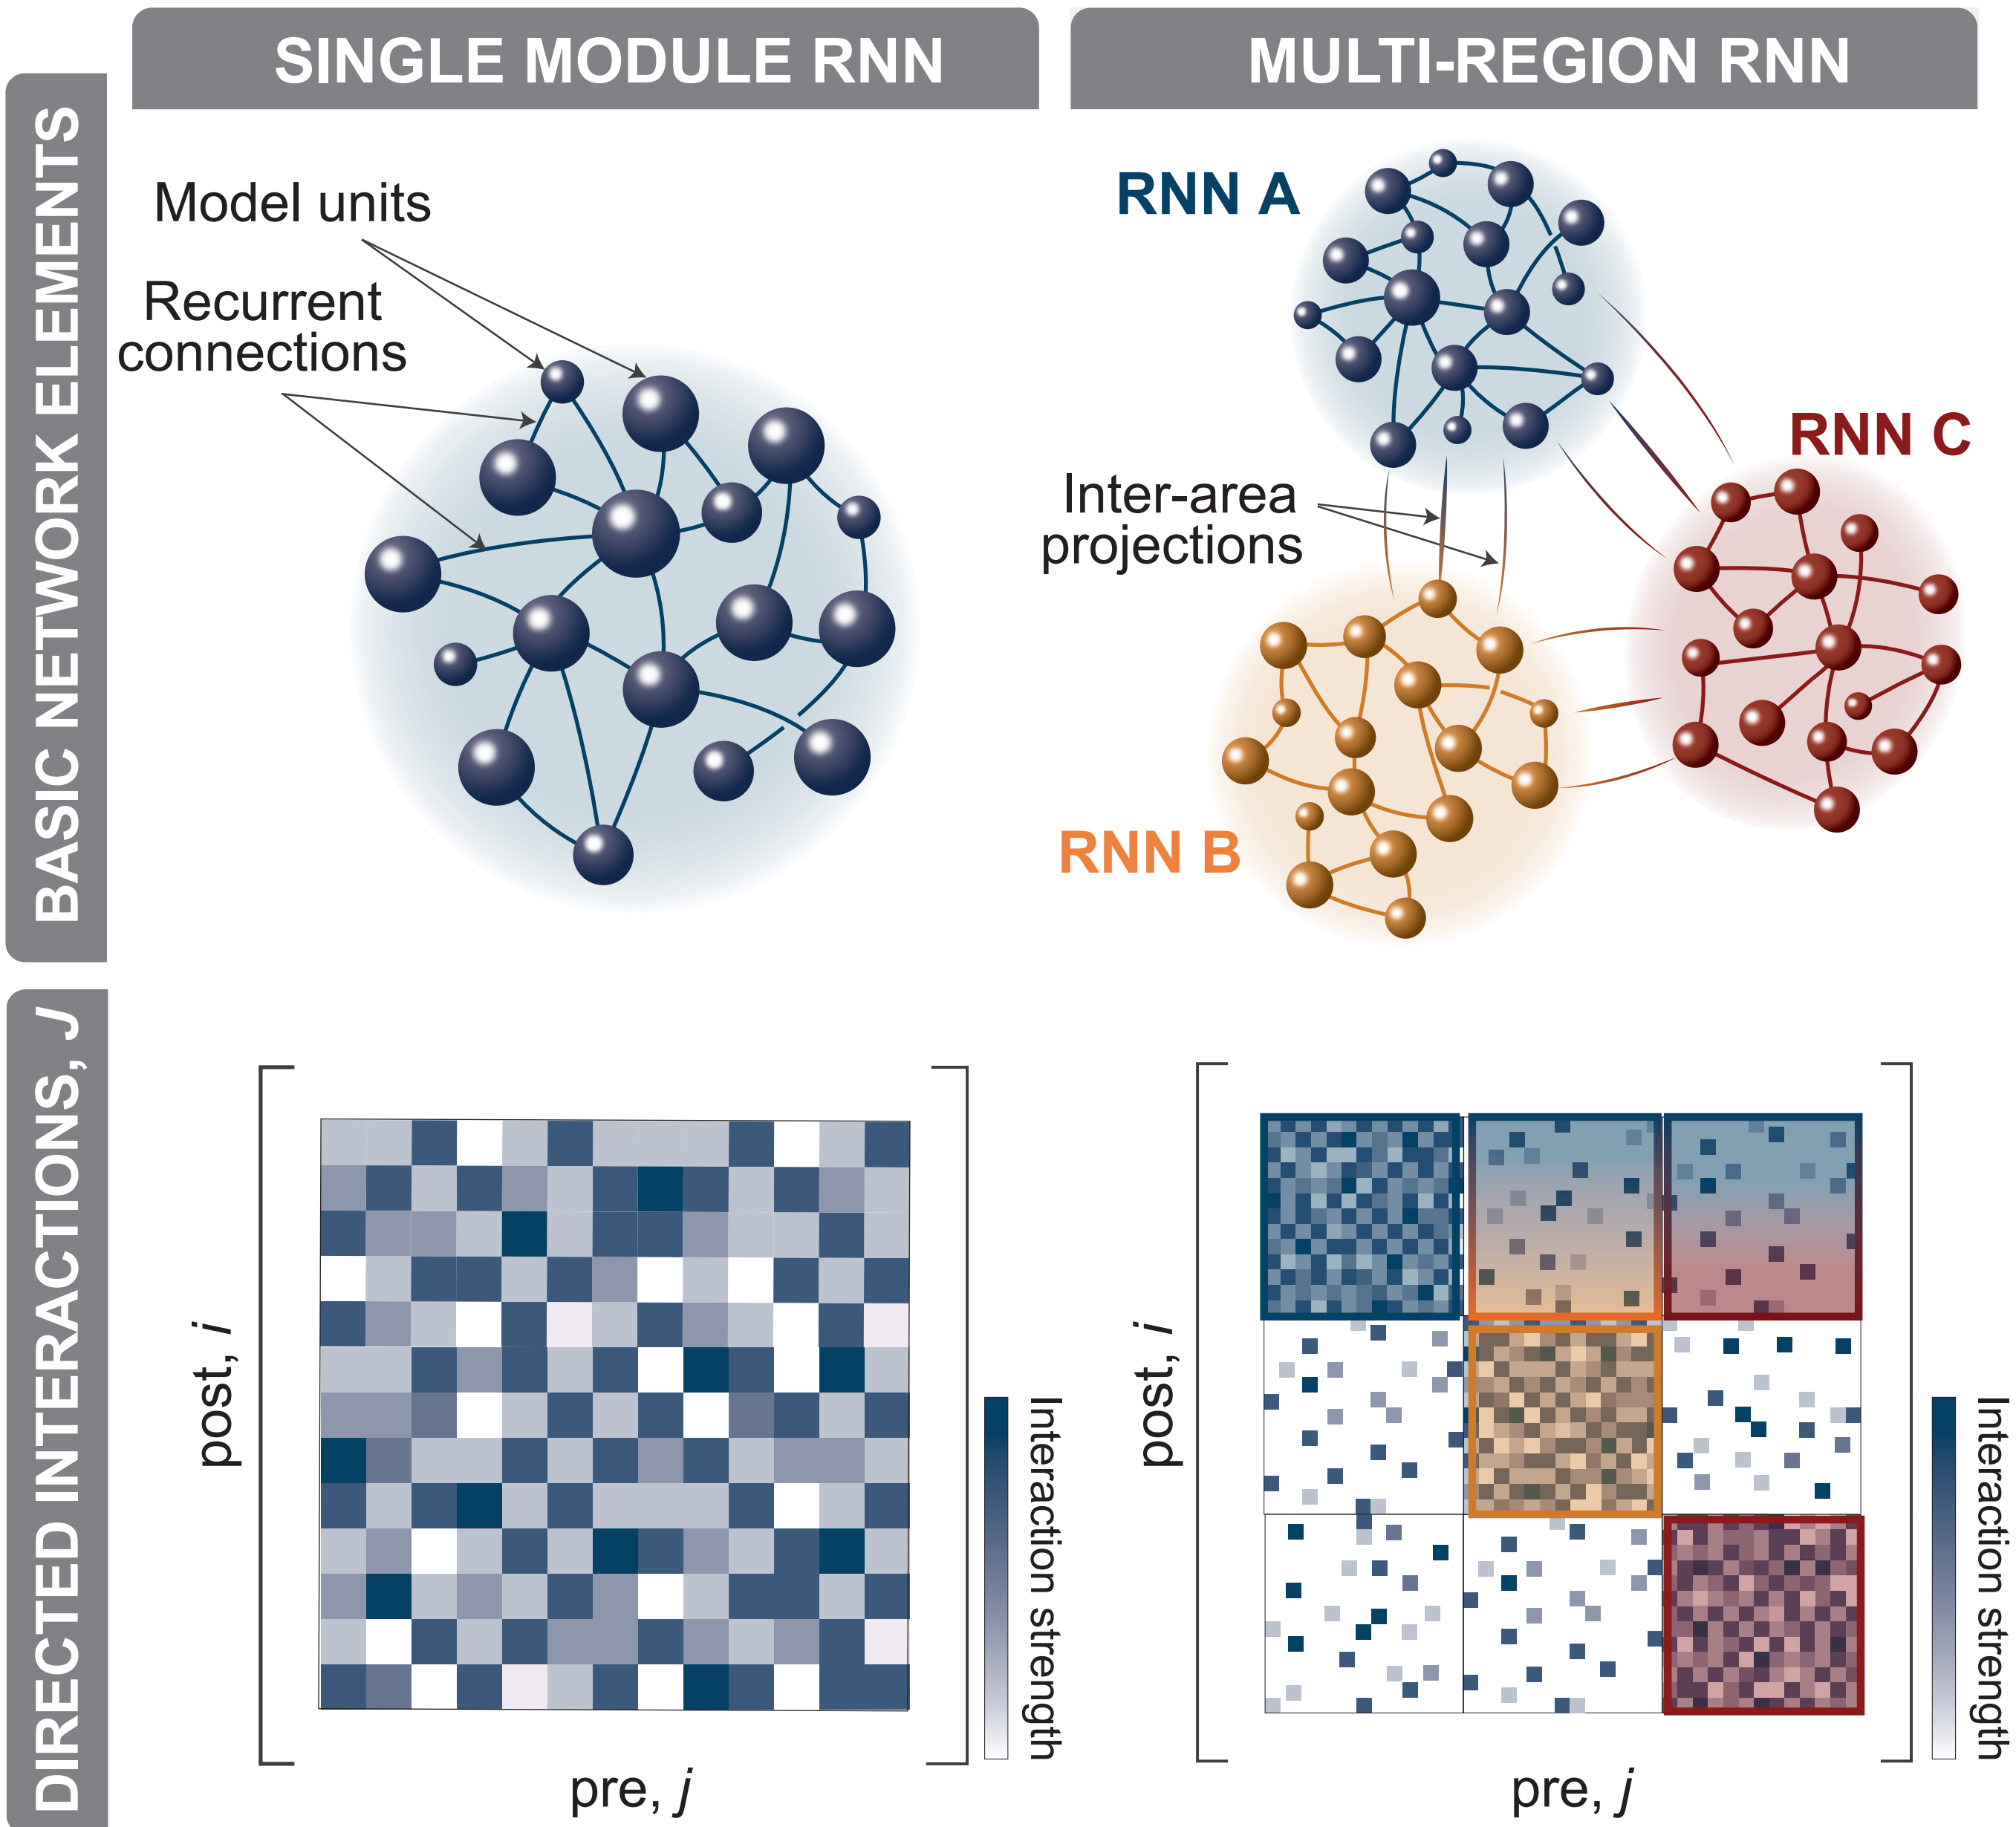 SINGLE MODULE RNN
MULTI-REGION RNN
BASIC NETWORK ELEMENTS
Model units
Recurrent
connections
RNN A
RNN C
Inter-area
projections
RNN B
DIRECTED INTERACTIONS, J
post, i
pre, j
Interaction strength
post, i
pre, j
Interaction strength